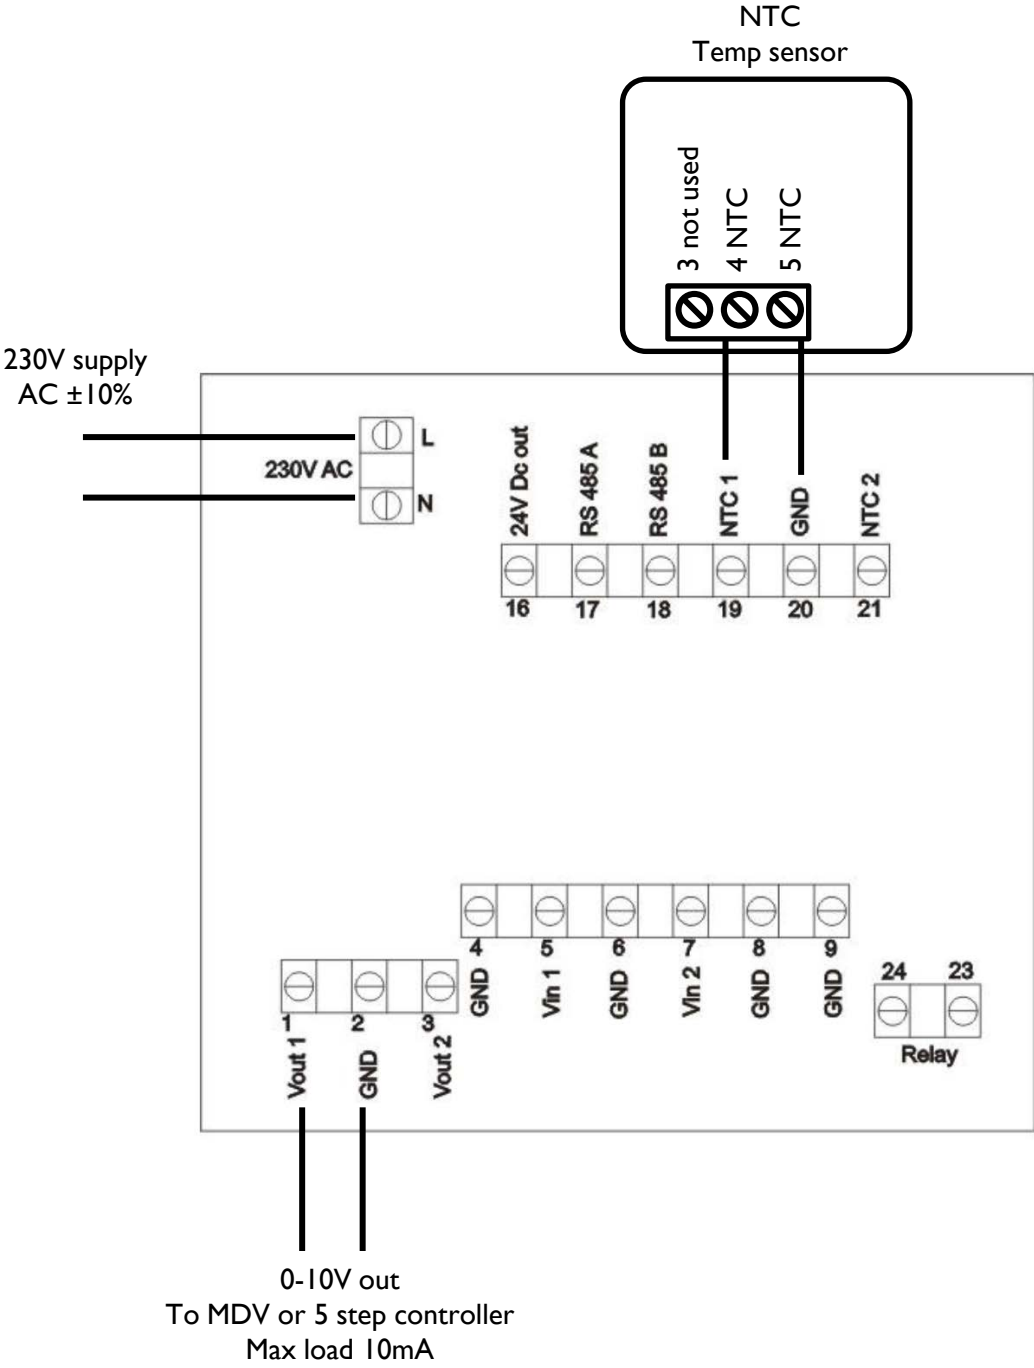 NTC
Temp sensor
3 not used
4 NTC
5 NTC
230V supply
AC ±10%
L
230V AC
N
24V Dc out
RS 485 A
RS 485 B
NTC 1
GND
NTC 2
16
17
18
19
20
21
4
5
6
7
8
9
GND
Vin 1
GND
Vin 2
GND
GND
24
23
Relay
1
2
3
Vout 1
GND
Vout 2
0-10V out
To MDV or 5 step controller
Max load 10mA